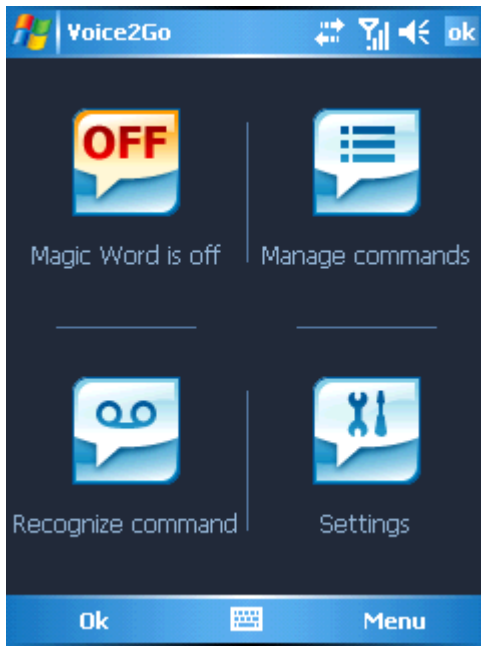 Voice2Go
ok
OFF
Magic Word is off
Manage commands
Recognize command
Settings
Ok
Menu